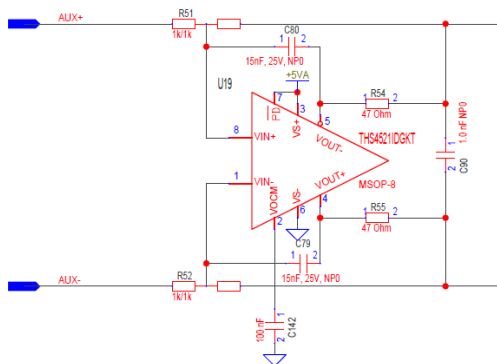 R51
C80
AUX+
1k/1k
1
2
15nF, 25V, NP0
+5VA
U19
R54
7
3
2
PD
VS+
5
47 Ohm
THS4521IDGKT
1.0 nF NP0
8
VIN+
VOUT-
1
C90
1
VIN-
MSOP-8
2
VOCM
VS-
VOUT+
R55
2
6
4
2
47 Ohm
R52
C79
1
2
AUX-
1k/1k
15nF, 25V, NP0
1
100 nF
C142
2